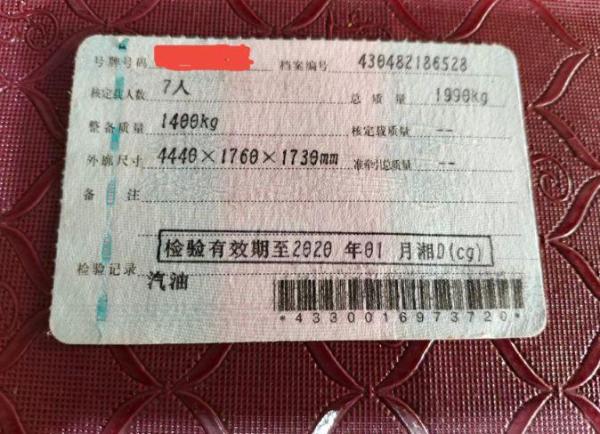 号牌号码 档案编号 430482186528
核定载人数 7人 总质量 1990kg
整备质量 1400kg 核定载质量 --
外廓尺寸 4440×1760×1730mm 准牵引总质量 --
备注
检验有效期至2020年01月湘D(cg)
检验记录
汽油
*4330016973720*